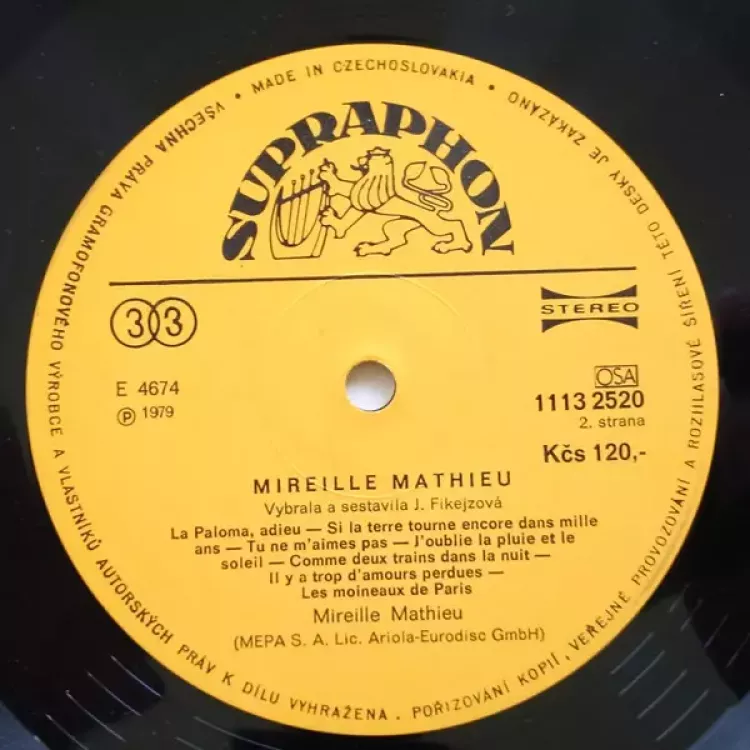 VŠECHNA PRÁVA GRAMOFONOVÉHO VÝROBCE A VLASTNÍKŮ AUTORSKÝCH PRÁV K DÍLU VYHRAŽENA. POŘIZOVÁNÍ KOPIÍ, VEŘEJNÉ PROVOZOVÁNÍ A ROZHLASOVÉ ŠÍŘENÍ TÉTO DESKY JE ZAKÁZÁNO
• MADE IN CZECHOSLOVAKIA •
SUPRAPHON
33
STEREO
E 4674
℗ 1979
OSA
1113 2520
2. strana
Kčs 120,-
MIREILLE MATHIEU
Vybrala a sestavila J. Fikejzová
La Paloma, adieu — Si la terre tourne encore dans mille
ans — Tu ne m'aimes pas — J'oublie la pluie et le
soleil — Comme deux trains dans la nuit —
Il y a trop d'amours perdues —
Les moineaux de Paris
Mireille Mathieu
(MEPA S. A. Lic. Ariola-Eurodisc GmbH)